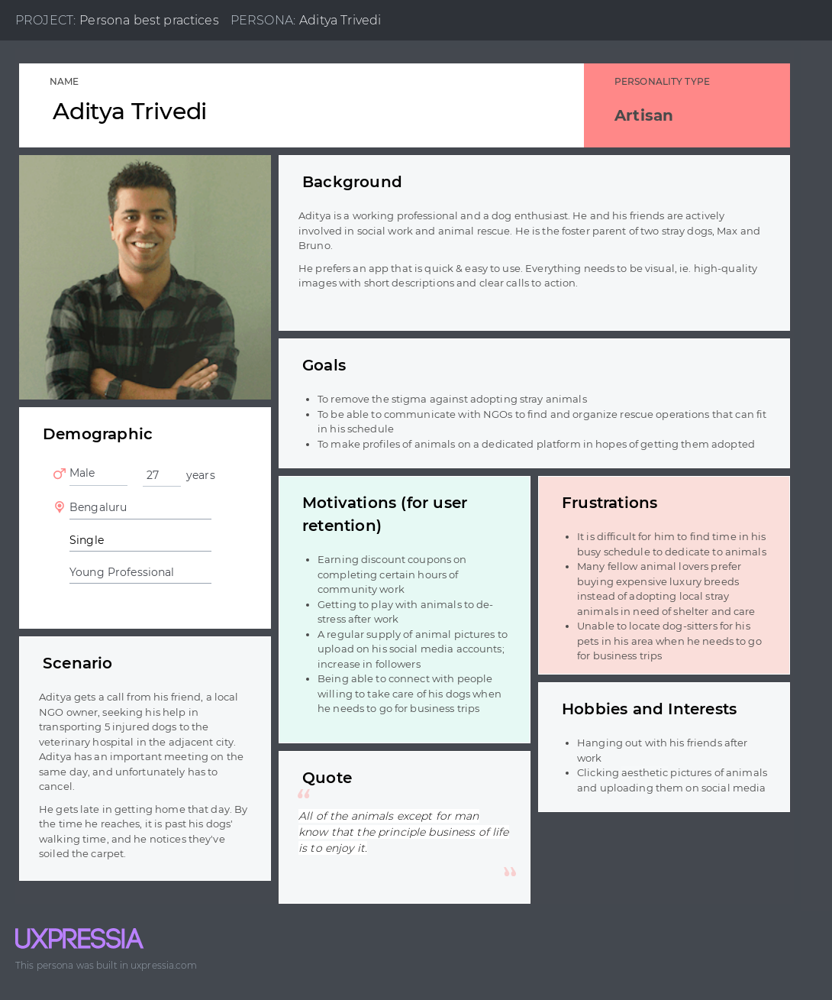 PROJECT: Persona best practices PERSONA: Aditya Trivedi
NAME
Aditya Trivedi
PERSONALITY TYPE
Artisan
Background
Aditya is a working professional and a dog enthusiast. He and his friends are actively
involved in social work and animal rescue. He is the foster parent of two stray dogs, Max and
Bruno.
He prefers an app that is quick & easy to use. Everything needs to be visual, ie. high-quality
images with short descriptions and clear calls to action.
Goals
• To remove the stigma against adopting stray animals
• To be able to communicate with NGOs to find and organize rescue operations that can fit
in his schedule
• To make profiles of animals on a dedicated platform in hopes of getting them adopted
Demographic
Male 27 years
Bengaluru
Single
Young Professional
Motivations (for user
retention)
• Earning discount coupons on
completing certain hours of
community work
• Getting to play with animals to de-
stress after work
• A regular supply of animal pictures to
upload on his social media accounts;
increase in followers
• Being able to connect with people
willing to take care of his dogs when
he needs to go for business trips
Frustrations
• It is difficult for him to find time in his
busy schedule to dedicate to animals
• Many fellow animal lovers prefer
buying expensive luxury breeds
instead of adopting local stray
animals in need of shelter and care
• Unable to locate dog-sitters for his
pets in his area when he needs to go
for business trips
Scenario
Aditya gets a call from his friend, a local
NGO owner, seeking his help in
transporting 5 injured dogs to the
veterinary hospital in the adjacent city.
Aditya has an important meeting on the
same day, and unfortunately has to
cancel.
He gets late in getting home that day. By
the time he reaches, it is past his dogs'
walking time, and he notices they've
soiled the carpet.
Quote
“
All of the animals except for man
know that the principle business of life
is to enjoy it.
”
Hobbies and Interests
• Hanging out with his friends after
work
• Clicking aesthetic pictures of animals
and uploading them on social media
UXPRESSIA
This persona was built in uxpressia.com